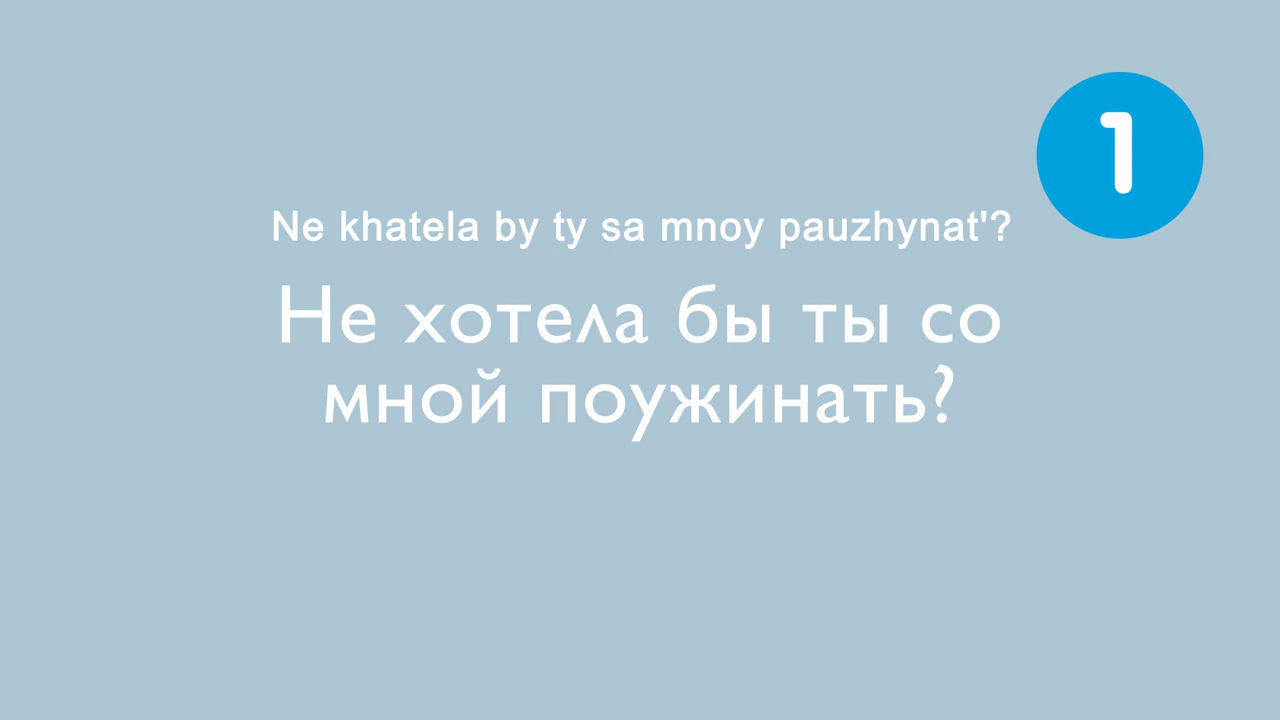 1
Ne khatela by ty sa mnoy pauzhynat'?
Не хотела бы ты со
мной поужинать?